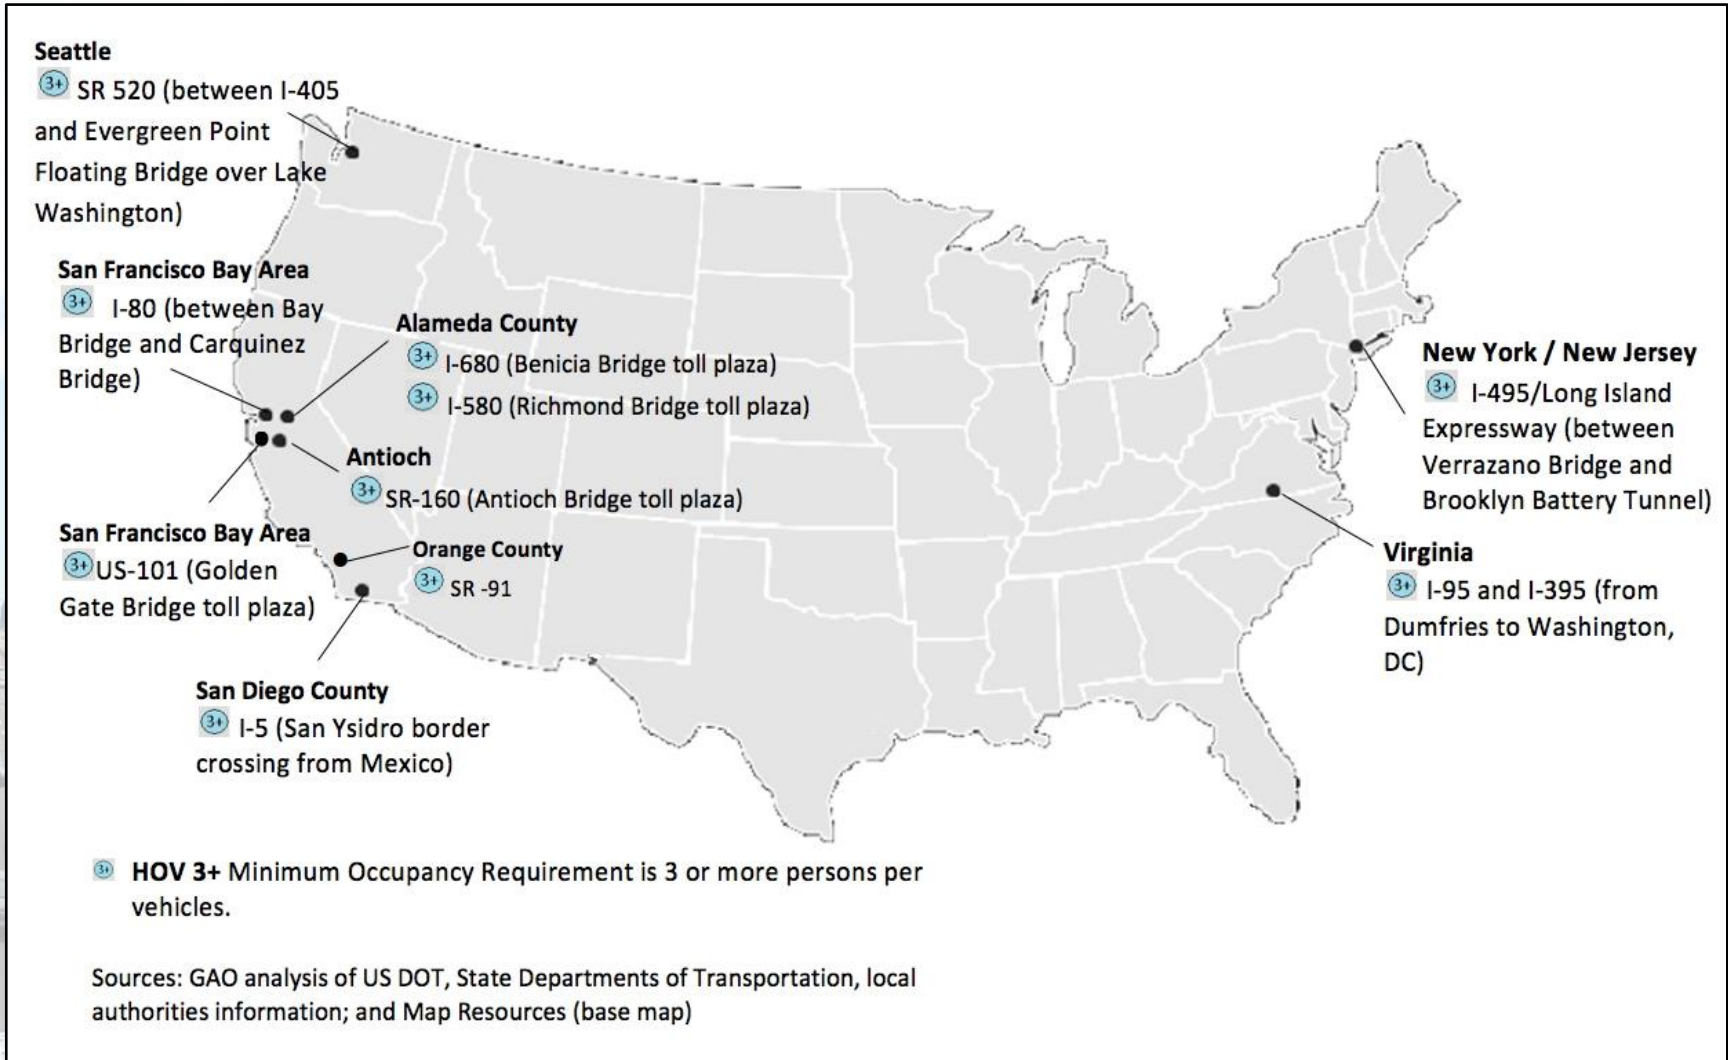 Seattle
3+ SR 520 (between I-405
and Evergreen Point
Floating Bridge over Lake
Washington)
San Francisco Bay Area
3+ I-80 (between Bay
Bridge and Carquinez
Bridge)
Alameda County
3+ I-680 (Benicia Bridge toll plaza)
3+ I-580 (Richmond Bridge toll plaza)
Antioch
3+ SR-160 (Antioch Bridge toll plaza)
San Francisco Bay Area
3+ US-101 (Golden
Gate Bridge toll plaza)
Orange County
3+ SR -91
San Diego County
3+ I-5 (San Ysidro border
crossing from Mexico)
New York / New Jersey
3+ I-495/Long Island
Expressway (between
Verrazano Bridge and
Brooklyn Battery Tunnel)
Virginia
3+ I-95 and I-395 (from
Dumfries to Washington,
DC)
3+ HOV 3+ Minimum Occupancy Requirement is 3 or more persons per
vehicles.
Sources: GAO analysis of US DOT, State Departments of Transportation, local
authorities information; and Map Resources (base map)